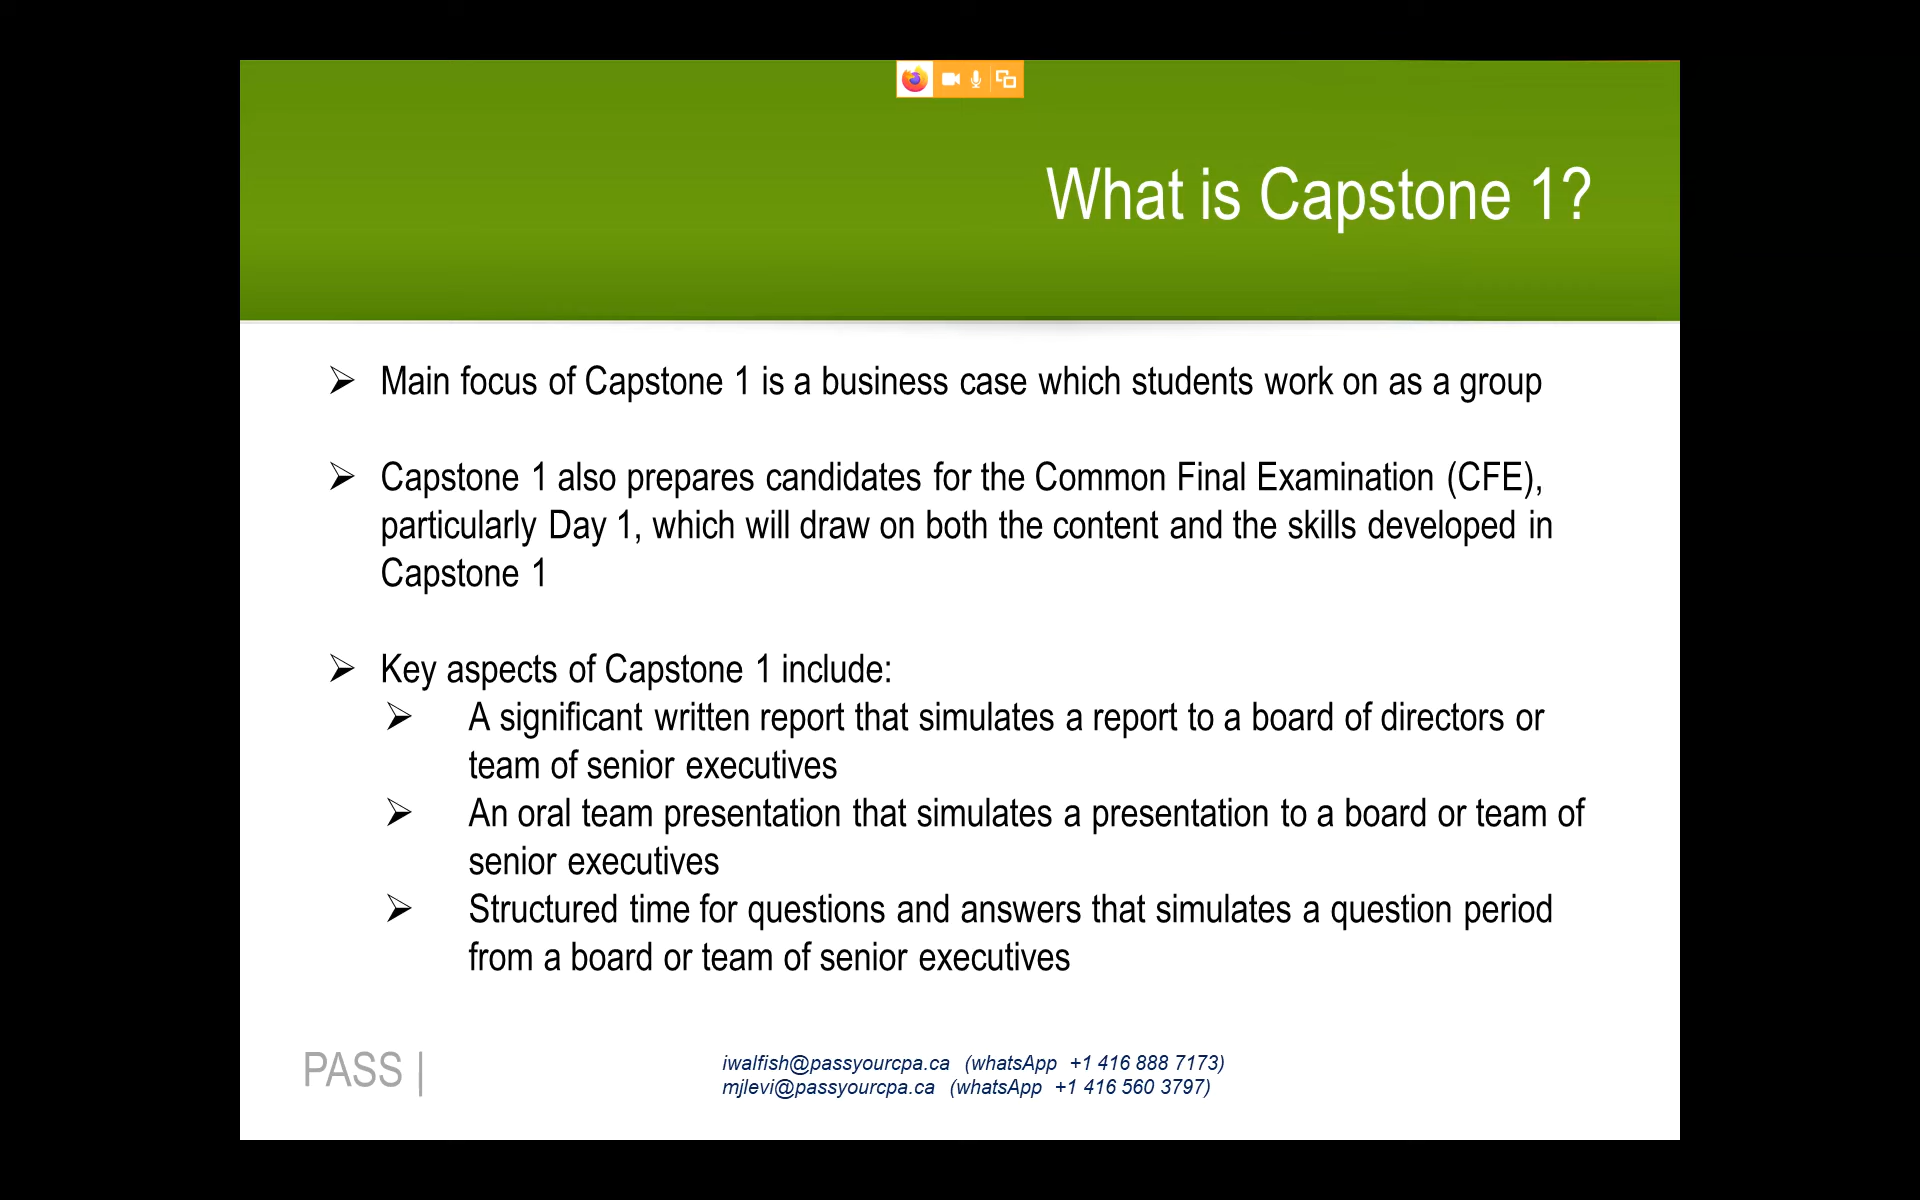 What is Capstone 1?
➢ Main focus of Capstone 1 is a business case which students work on as a group
➢ Capstone 1 also prepares candidates for the Common Final Examination (CFE),
particularly Day 1, which will draw on both the content and the skills developed in
Capstone 1
➢ Key aspects of Capstone 1 include:
➢ A significant written report that simulates a report to a board of directors or
team of senior executives
➢ An oral team presentation that simulates a presentation to a board or team of
senior executives
➢ Structured time for questions and answers that simulates a question period
from a board or team of senior executives
PASS |
iwalfish@passyourcpa.ca (whatsApp +1 416 888 7173)
mjlevi@passyourcpa.ca (whatsApp +1 416 560 3797)